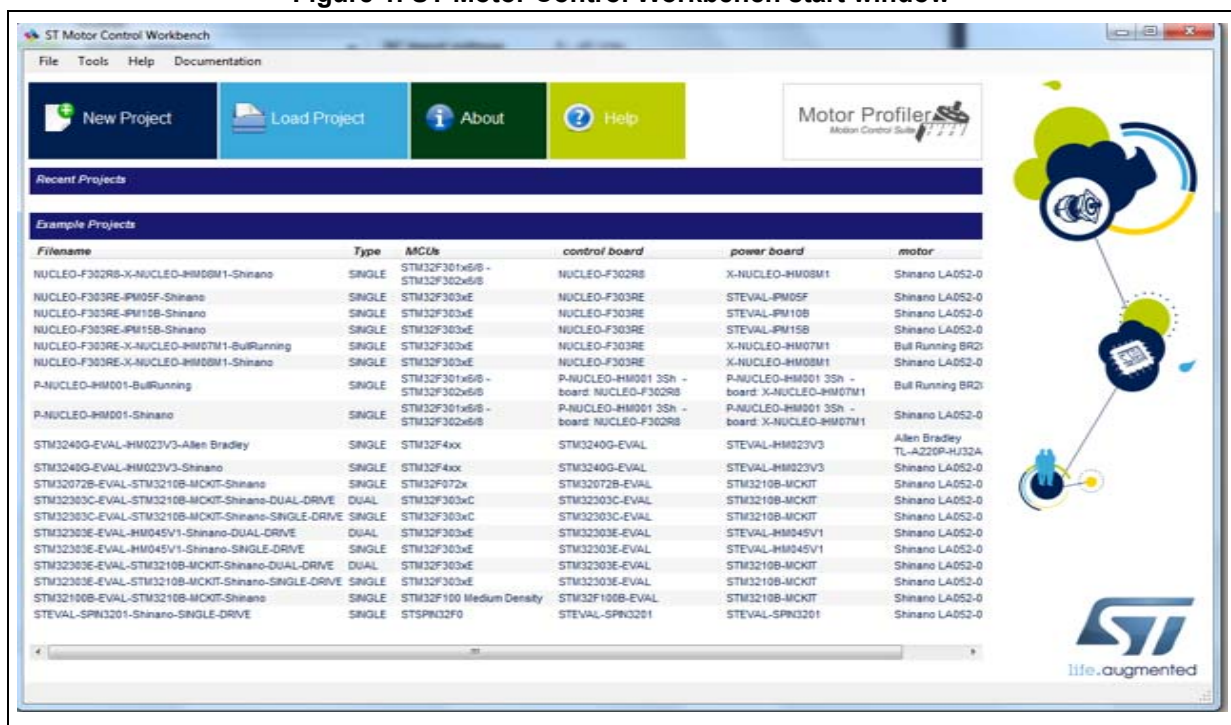 Figure 1. ST Motor Control Workbench start window
ST Motor Control Workbench
File Tools Help Documentation
New Project
Load Project
About
Help
Motor Profiler
Motion Control Suite
Recent Projects
Example Projects
Filename Type MCUs control board power board motor
NUCLEO-F302R8-X-NUCLEO-IHM08M1-Shinano SINGLE STM32F301x6/8 - STM32F302x6/8 NUCLEO-F302R8 X-NUCLEO-IHM08M1 Shinano LA052-0
NUCLEO-F303RE-IPM05F-Shinano SINGLE STM32F303xE NUCLEO-F303RE STEVAL-IPM05F Shinano LA052-0
NUCLEO-F303RE-IPM10B-Shinano SINGLE STM32F303xE NUCLEO-F303RE STEVAL-IPM10B Shinano LA052-0
NUCLEO-F303RE-IPM15B-Shinano SINGLE STM32F303xE NUCLEO-F303RE STEVAL-IPM15B Shinano LA052-0
NUCLEO-F303RE-X-NUCLEO-IHM07M1-BullRunning SINGLE STM32F303xE NUCLEO-F303RE X-NUCLEO-IHM07M1 Bull Running BR2
NUCLEO-F303RE-X-NUCLEO-IHM08M1-Shinano SINGLE STM32F303xE NUCLEO-F303RE X-NUCLEO-IHM08M1 Shinano LA052-0
P-NUCLEO-IHM001-BullRunning SINGLE STM32F301x6/8 - STM32F302x6/8 P-NUCLEO-IHM001 3Sh - board: NUCLEO-F302R8 P-NUCLEO-IHM001 3Sh - board: X-NUCLEO-IHM07M1 Bull Running BR2
P-NUCLEO-IHM001-Shinano SINGLE STM32F301x6/8 - STM32F302x6/8 P-NUCLEO-IHM001 3Sh - board: NUCLEO-F302R8 P-NUCLEO-IHM001 3Sh - board: X-NUCLEO-IHM07M1 Shinano LA052-0
STM3240G-EVAL-IHM023V3-Allen Bradley SINGLE STM32F4xx STM3240G-EVAL STEVAL-IHM023V3 Allen Bradley TL-A220P-HJ32A
STM3240G-EVAL-IHM023V3-Shinano SINGLE STM32F4xx STM3240G-EVAL STEVAL-IHM023V3 Shinano LA052-0
STM32072B-EVAL-STM3210B-MCKIT-Shinano SINGLE STM32F072x STM32072B-EVAL STM3210B-MCKIT Shinano LA052-0
STM32303C-EVAL-STM3210B-MCKIT-Shinano-DUAL-DRIVE DUAL STM32F303xC STM32303C-EVAL STM3210B-MCKIT Shinano LA052-0
STM32303C-EVAL-STM3210B-MCKIT-Shinano-SINGLE-DRIVE SINGLE STM32F303xC STM32303C-EVAL STM3210B-MCKIT Shinano LA052-0
STM32303E-EVAL-IHM045V1-Shinano-DUAL-DRIVE DUAL STM32F303xE STM32303E-EVAL STEVAL-IHM045V1 Shinano LA052-0
STM32303E-EVAL-IHM045V1-Shinano-SINGLE-DRIVE SINGLE STM32F303xE STM32303E-EVAL STEVAL-IHM045V1 Shinano LA052-0
STM32303E-EVAL-STM3210B-MCKIT-Shinano-DUAL-DRIVE DUAL STM32F303xE STM32303E-EVAL STM3210B-MCKIT Shinano LA052-0
STM32303E-EVAL-STM3210B-MCKIT-Shinano-SINGLE-DRIVE SINGLE STM32F303xE STM32303E-EVAL STM3210B-MCKIT Shinano LA052-0
STM32100B-EVAL-STM3210B-MCKIT-Shinano SINGLE STM32F100 Medium Density STM32F100B-EVAL STM3210B-MCKIT Shinano LA052-0
STEVAL-SPIN3201-Shinano-SINGLE-DRIVE SINGLE STSPIN32F0 STEVAL-SPIN3201 STEVAL-SPIN3201 Shinano LA052-0
ST
life.augmented